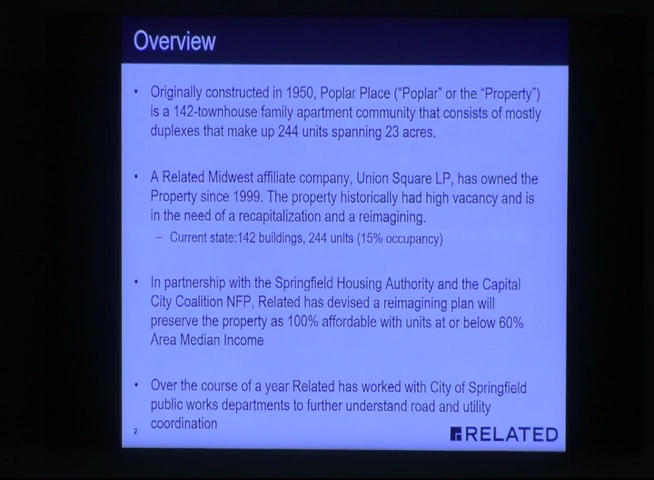 Overview
• Originally constructed in 1950, Poplar Place (“Poplar” or the “Property”)
is a 142-townhouse family apartment community that consists of mostly
duplexes that make up 244 units spanning 23 acres.
• A Related Midwest affiliate company, Union Square LP, has owned the
Property since 1999. The property historically had high vacancy and is
in the need of a recapitalization and a reimagining.
– Current state:142 buildings, 244 units (15% occupancy)
• In partnership with the Springfield Housing Authority and the Capital
City Coalition NFP, Related has devised a reimagining plan will
preserve the property as 100% affordable with units at or below 60%
Area Median Income
• Over the course of a year Related has worked with City of Springfield
public works departments to further understand road and utility
coordination
2
RELATED